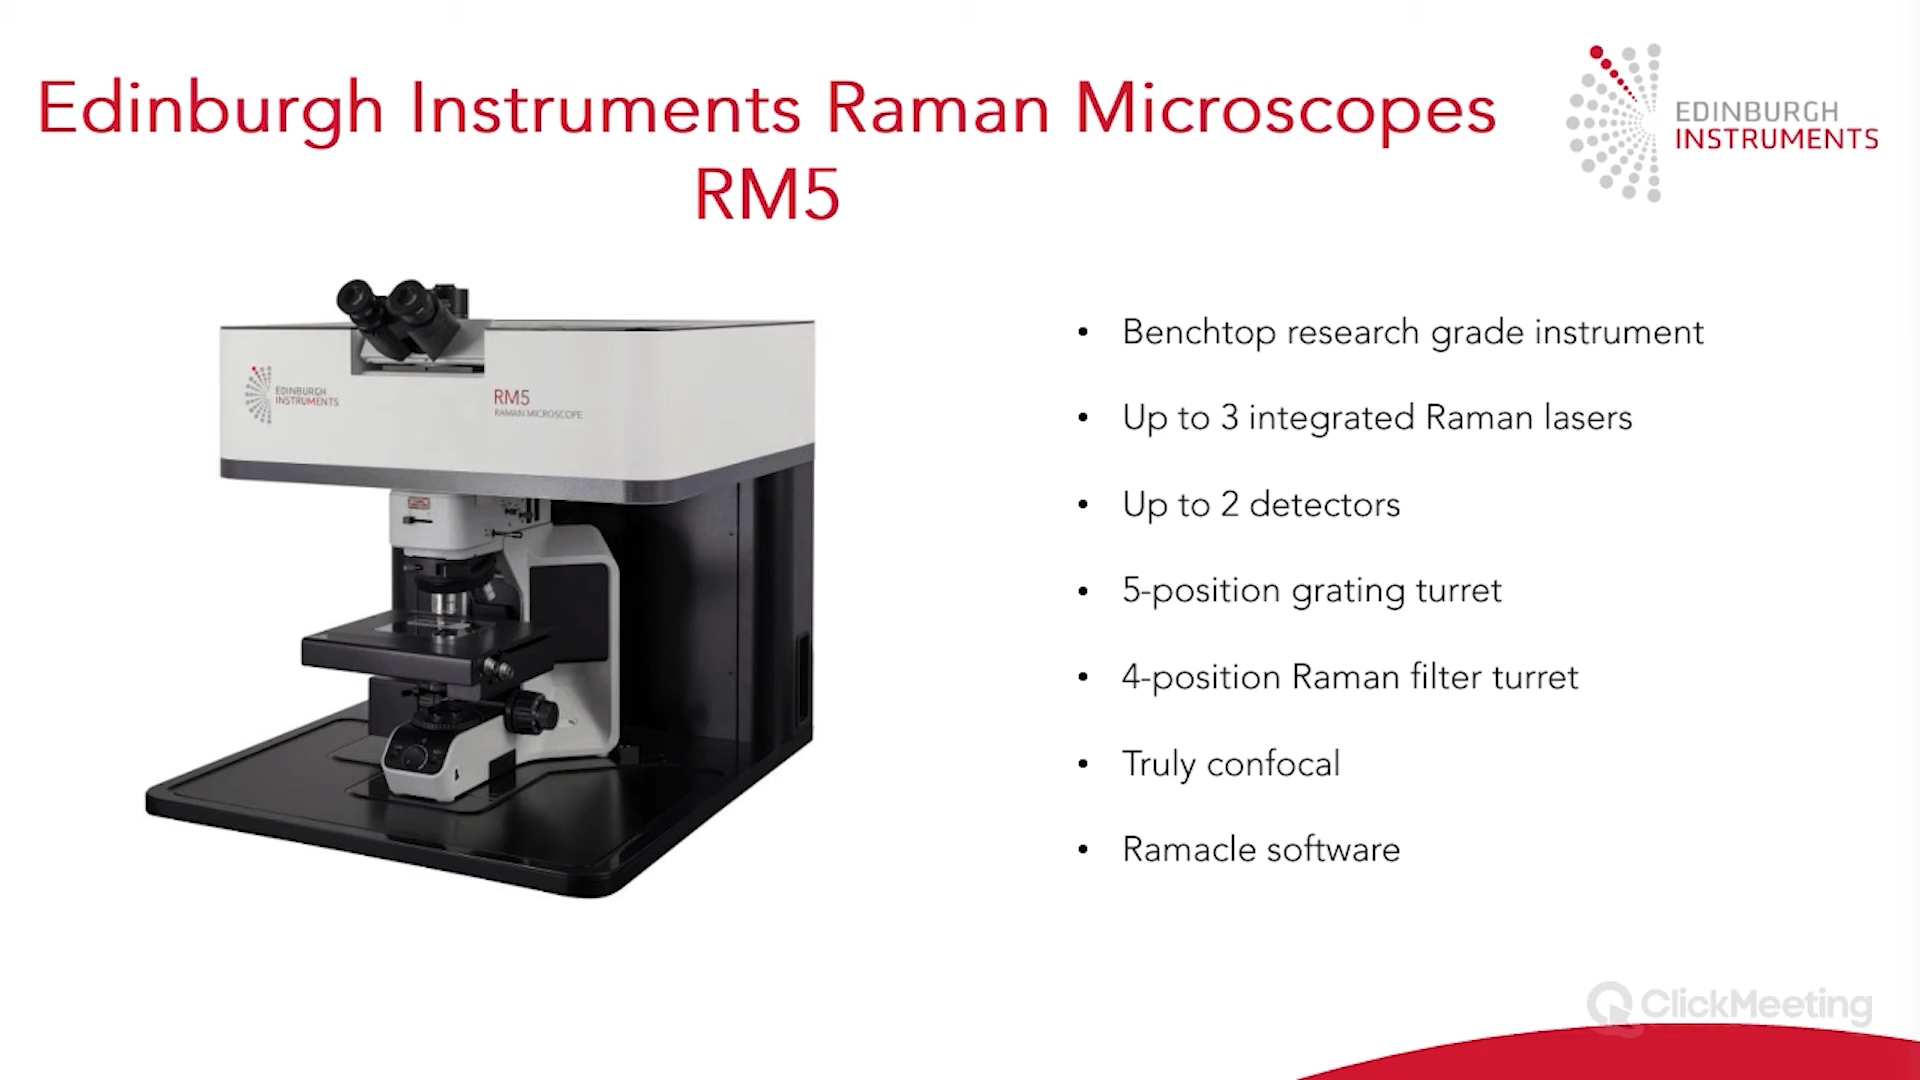 Edinburgh Instruments Raman Microscopes
RM5
EDINBURGH
INSTRUMENTS
EDINBURGH
INSTRUMENTS
RM5
RAMAN MICROSCOPE
• Benchtop research grade instrument
• Up to 3 integrated Raman lasers
• Up to 2 detectors
• 5-position grating turret
• 4-position Raman filter turret
• Truly confocal
• Ramacle software
ClickMeeting